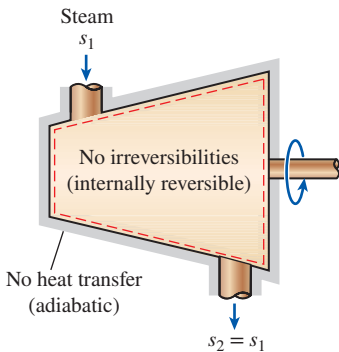 Steam
s₁
No irreversibilities
(internally reversible)
No heat transfer
(adiabatic)
s₂ = s₁